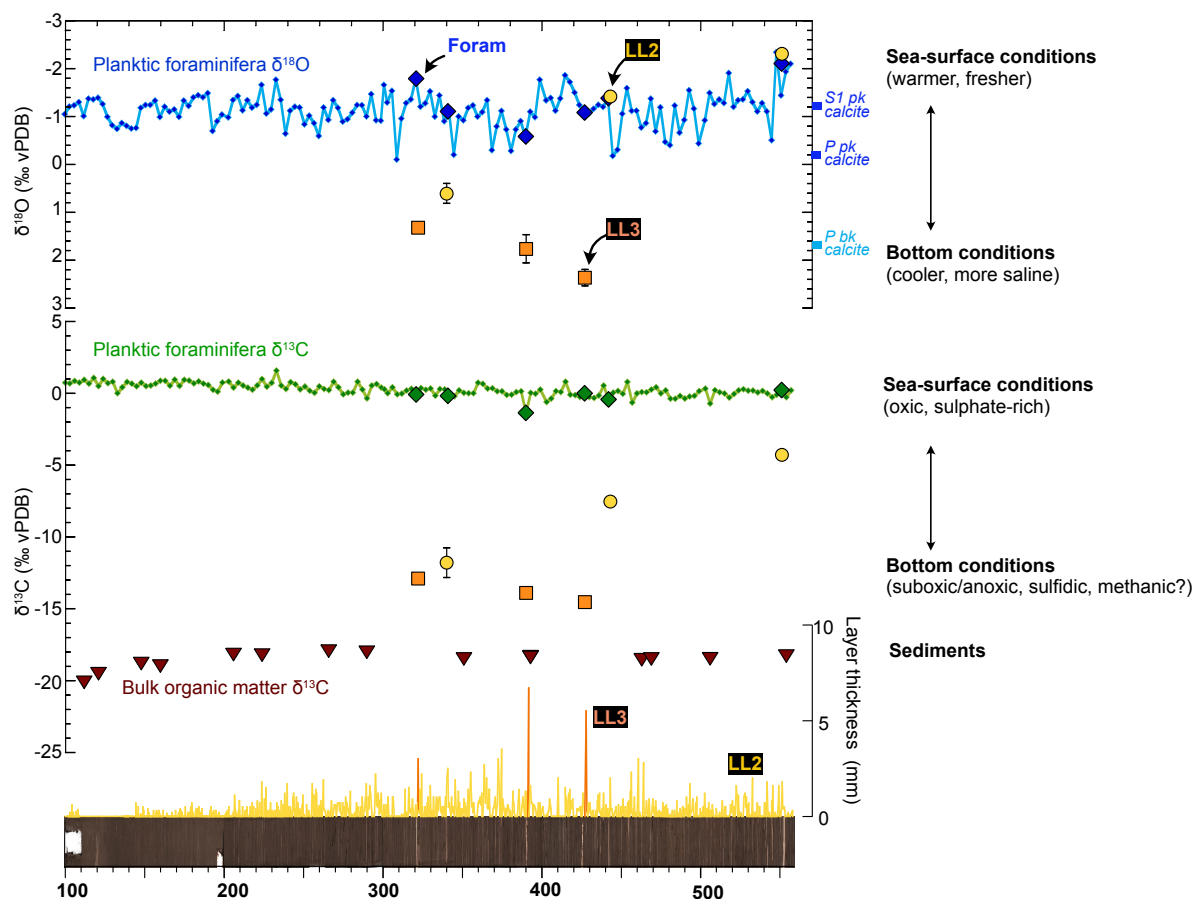 -3
-2
-1
0
1
2
3
δ¹⁸O (‰ vPDB)
Planktic foraminifera δ¹⁸O
Foram
LL2
LL3
S1 pk
calcite
P pk
calcite
P bk
calcite
Sea-surface conditions
(warmer, fresher)
Bottom conditions
(cooler, more saline)
5
0
-5
-10
-15
-20
-25
δ¹³C (‰ vPDB)
Planktic foraminifera δ¹³C
Sea-surface conditions
(oxic, sulphate-rich)
Bottom conditions
(suboxic/anoxic, sulfidic, methanic?)
Sediments
Bulk organic matter δ¹³C
LL3
LL2
10
5
0
Layer thickness (mm)
100 200 300 400 500